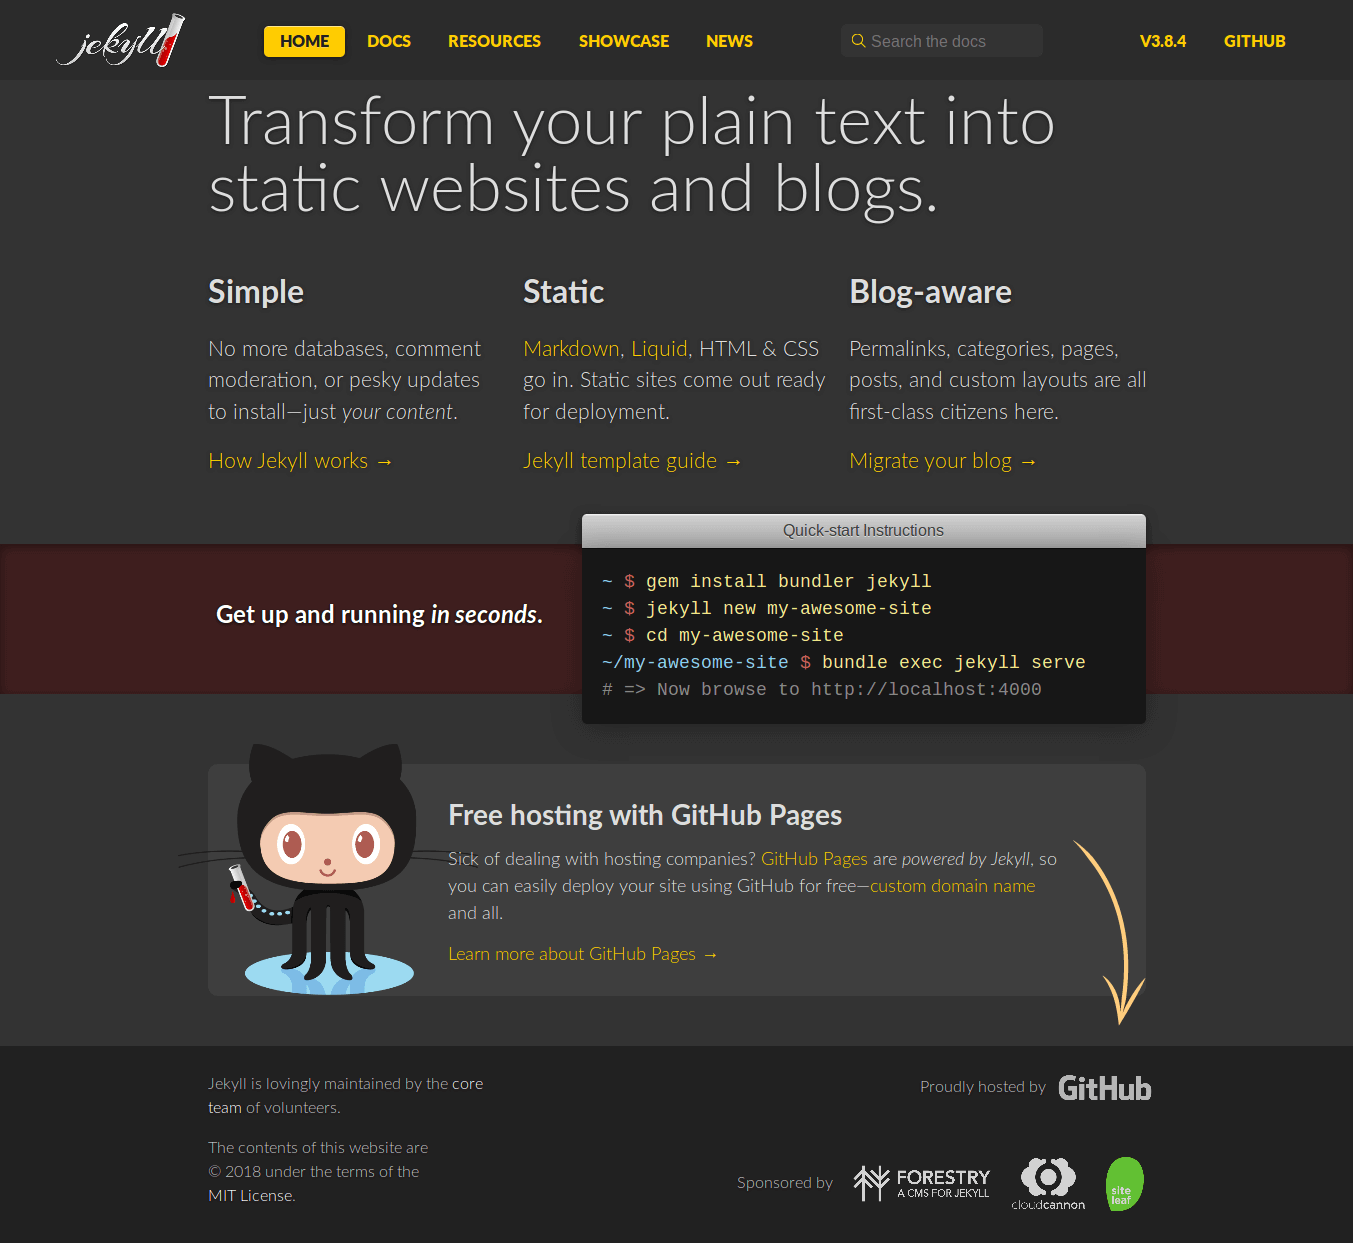 jekyll
HOME DOCS RESOURCES SHOWCASE NEWS Search the docs V3.8.4 GITHUB
Transform your plain text into
static websites and blogs.
Simple
No more databases, comment
moderation, or pesky updates
to install—just your content.
How Jekyll works →
Static
Markdown, Liquid, HTML & CSS
go in. Static sites come out ready
for deployment.
Jekyll template guide →
Blog-aware
Permalinks, categories, pages,
posts, and custom layouts are all
first-class citizens here.
Migrate your blog →
Get up and running in seconds.
Quick-start Instructions
~ $ gem install bundler jekyll
~ $ jekyll new my-awesome-site
~ $ cd my-awesome-site
~/my-awesome-site $ bundle exec jekyll serve
# => Now browse to http://localhost:4000
Free hosting with GitHub Pages
Sick of dealing with hosting companies? GitHub Pages are powered by Jekyll, so
you can easily deploy your site using GitHub for free—custom domain name
and all.
Learn more about GitHub Pages →
Jekyll is lovingly maintained by the core
team of volunteers.
The contents of this website are
© 2018 under the terms of the
MIT License.
Proudly hosted by GitHub
Sponsored by
FORESTRY
A CMS FOR JEKYLL
cloudcannon
site
leaf